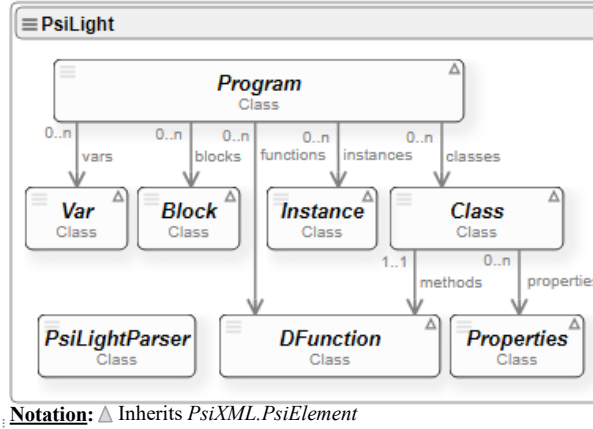 PsiLight
Program
Class
0..n 0..n 0..n 0..n 0..n
vars blocks functions instances classes
Var Block Instance Class
Class Class Class Class
1..1 0..n
methods properties
PsiLightParser DFunction Properties
Class Class Class
Notation: △ Inherits PsiXML.PsiElement